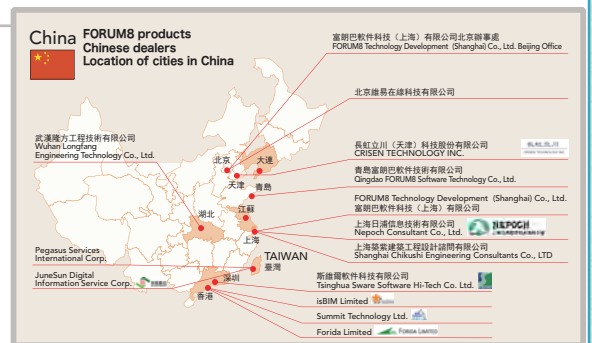 China
FORUM8 products
Chinese dealers
Location of cities in China
富朗巴軟件科技（上海）有限公司北京辦事處
FORUM8 Technology Development (Shanghai) Co., Ltd. Beijing Office
北京維易在線科技有限公司
武漢隆方工程技術有限公司
Wuhan Longfang
Engineering Technology Co., Ltd.
長虹立川（天津）科技股份有限公司
CRISEN TECHNOLOGY INC.
青島富朗巴軟件技術有限公司
Qingdao FORUM8 Software Technology Co., Ltd.
FORUM8 Technology Development (Shanghai) Co., Ltd.
富朗巴軟件科技（上海）有限公司
上海日浦信息技術有限公司
Nepoch Consultant Co., Ltd.
NEPOCH
上海築紫建築工程設計諮問有限公司
Shanghai Chikushi Engineering Consultants Co., LTD
北京
大連
天津
青島
江蘇
湖北
上海
Pegasus Services
International Corp.
JuneSun Digital
Information Service Corp.
TAIWAN
臺灣
深圳
香港
斯維爾軟件科技有限公司
Tsinghua Sware Software Hi-Tech Co. Ltd.
isBIM Limited
Summit Technology Ltd.
Forida Limited
FORIDA LIMITED